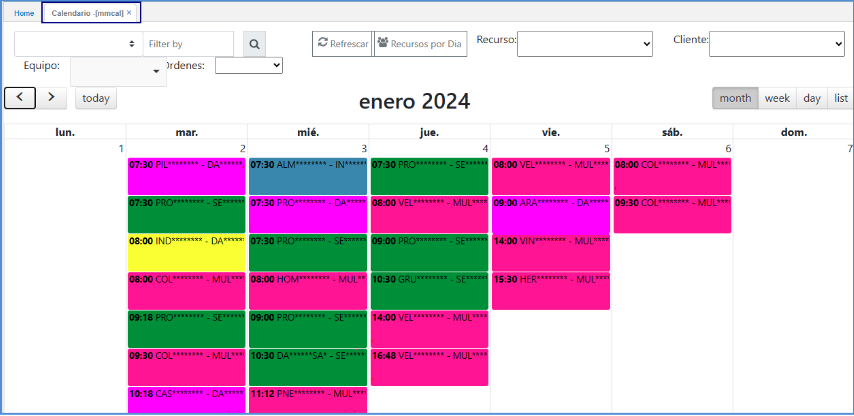 Home Calendario -[mmcal] ×
Filter by Refrescar Recursos por Dia Recurso: Cliente:
Equipo: Ordenes:
today enero 2024 month week day list
lun. mar. mié. jue. vie. sáb. dom.
1 2 3 4 5 6 7
07:30 PIL******** - DA******
07:30 PRO******** - SE******
08:00 IND******** - DA******
08:00 COL******** - MUL****
09:18 PRO******** - SE******
09:30 COL******** - MUL****
10:18 CAS******** - DA******
07:30 ALM******** - IN******
07:30 PRO******** - DA*****
07:30 PRO******** - SE******
08:00 HOM******** - MUL**
09:00 PRO******** - SE******
10:30 DA******SA* - SE*****
11:12 PNE******** - MUL****
07:30 PRO******** - SE******
08:00 VEL******** - MUL****
09:00 PRO******** - SE******
10:30 GRU******** - SE*****
14:00 VEL******** - MUL****
16:48 VEL******** - MUL****
08:00 VEL******** - MUL****
09:00 ARA******** - DA*****
14:00 VIN******** - MUL****
15:30 HER******** - MUL***
08:00 COL******** - MUL****
09:30 COL******** - MUL****